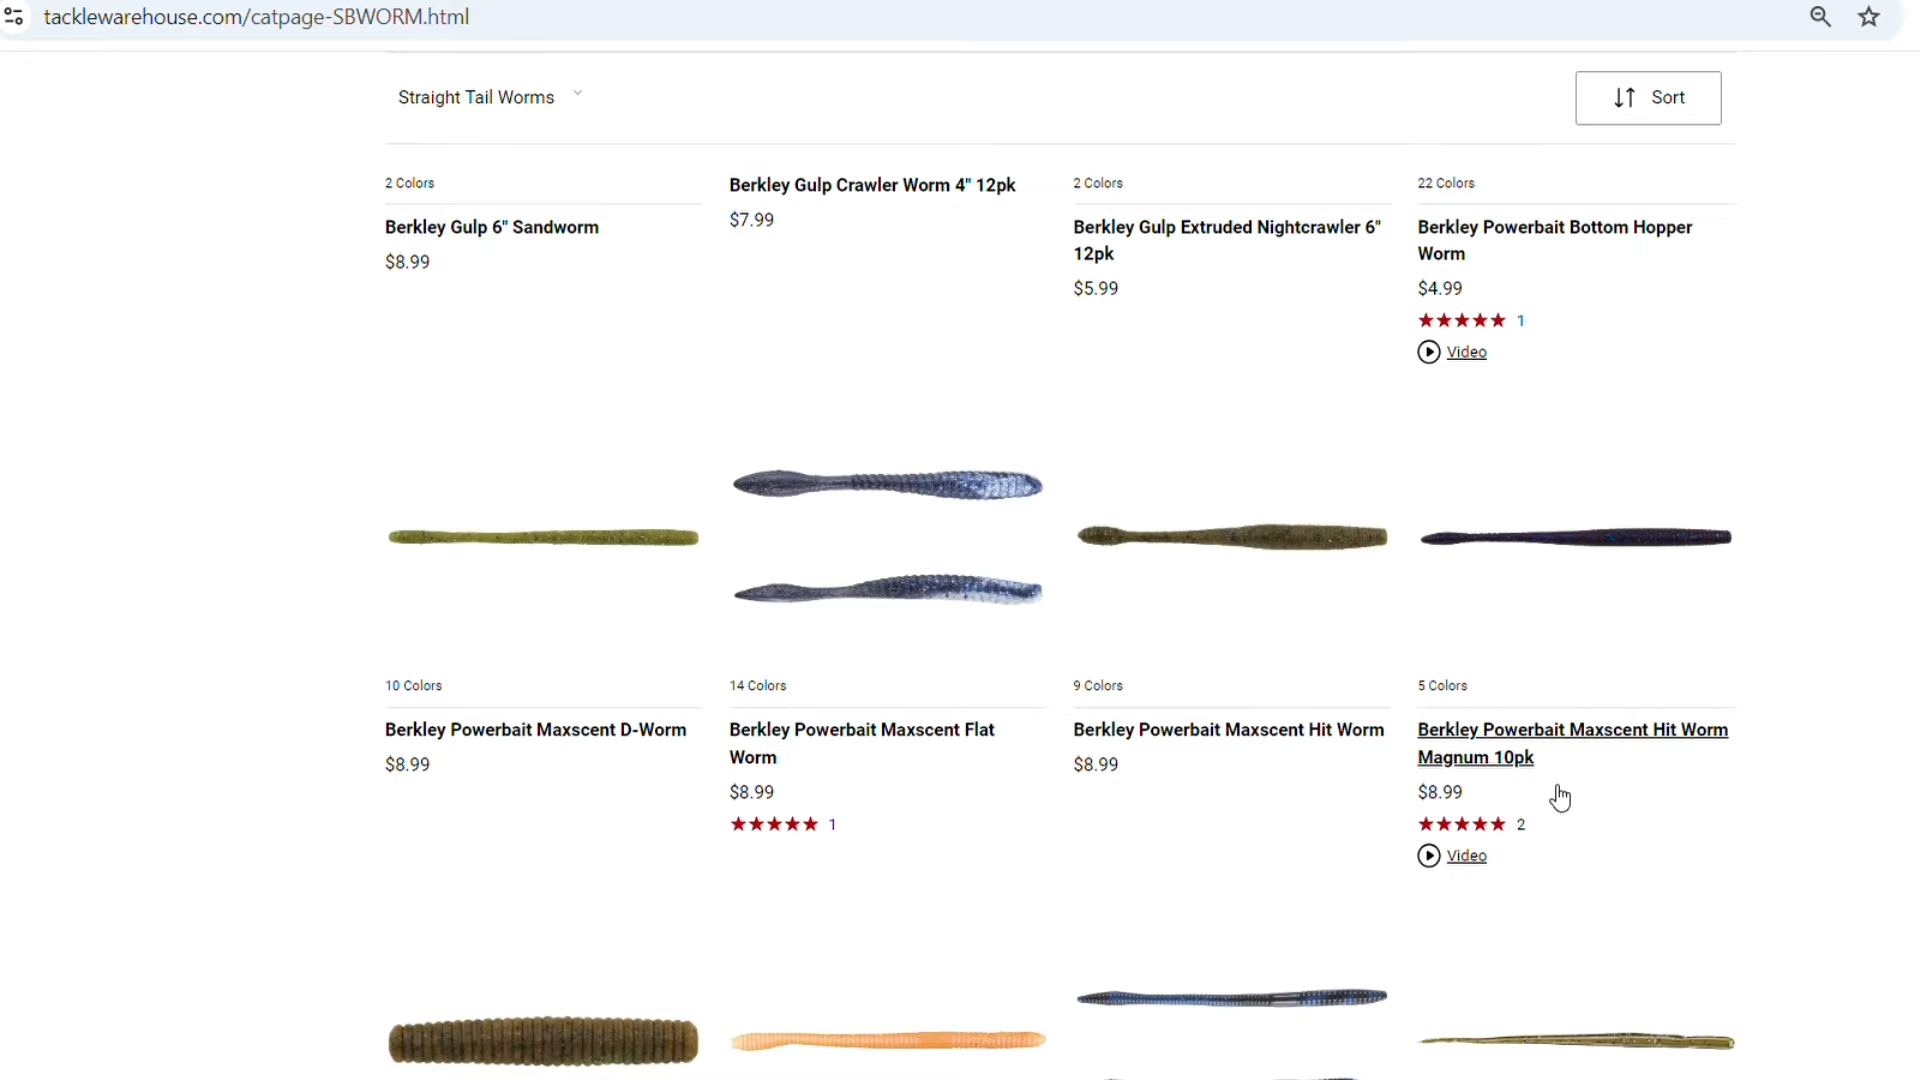 tacklewarehouse.com/catpage-SBWORM.html
Straight Tail Worms
Sort
2 Colors
Berkley Gulp 6" Sandworm
$8.99
Berkley Gulp Crawler Worm 4" 12pk
$7.99
2 Colors
Berkley Gulp Extruded Nightcrawler 6"
12pk
$5.99
22 Colors
Berkley Powerbait Bottom Hopper
Worm
$4.99
1
Video
10 Colors
Berkley Powerbait Maxscent D-Worm
$8.99
14 Colors
Berkley Powerbait Maxscent Flat
Worm
$8.99
1
9 Colors
Berkley Powerbait Maxscent Hit Worm
$8.99
5 Colors
Berkley Powerbait Maxscent Hit Worm
Magnum 10pk
$8.99
2
Video